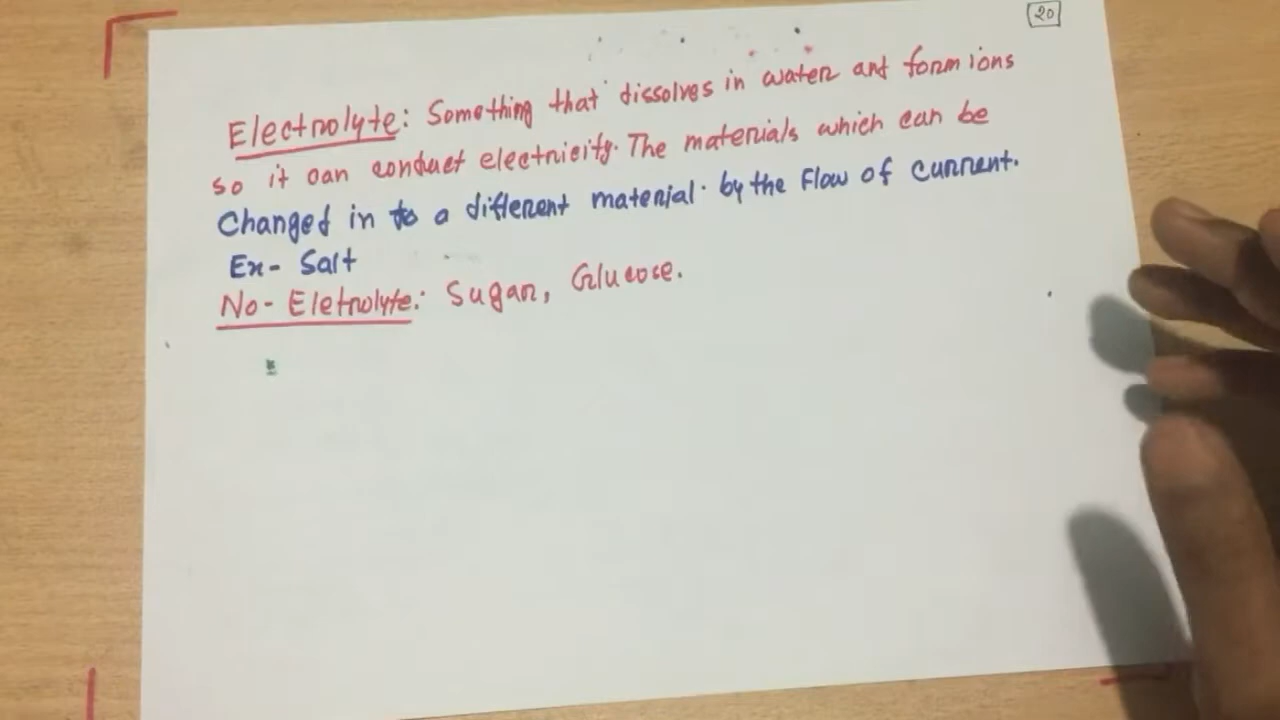 20
Electrolyte: Something that dissolves in water and form ions
so it can conduct electricity. The materials which can be
Changed in to a different material. by the Flow of current.
Ex- Salt
No- Eletrolyte: Sugar, Glucose.